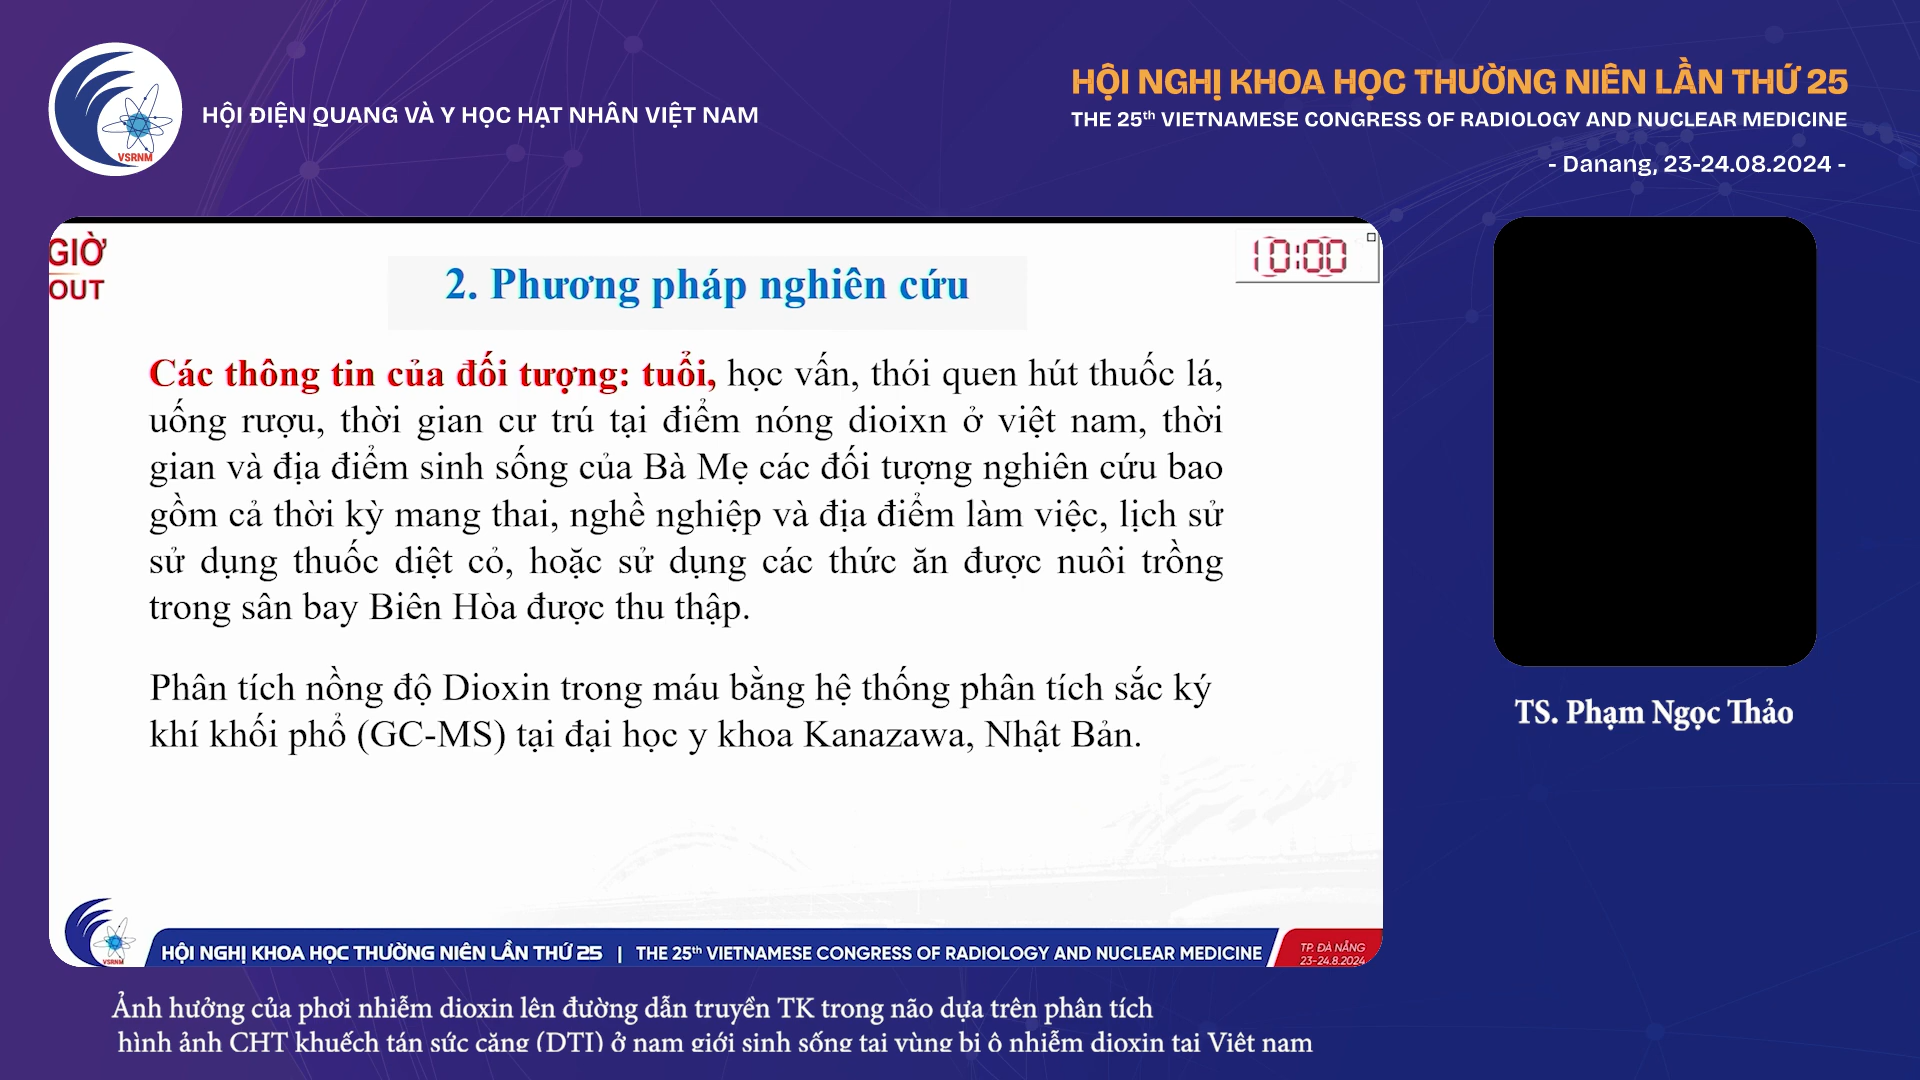 VSRNM
HỘI ĐIỆN QUANG VÀ Y HỌC HẠT NHÂN VIỆT NAM
HỘI NGHỊ KHOA HỌC THƯỜNG NIÊN LẦN THỨ 25
THE 25th VIETNAMESE CONGRESS OF RADIOLOGY AND NUCLEAR MEDICINE
- Danang, 23-24.08.2024 -
GIỜ
OUT
10:00
2. Phương pháp nghiên cứu
Các thông tin của đối tượng: tuổi, học vấn, thói quen hút thuốc lá,
uống rượu, thời gian cư trú tại điểm nóng dioixn ở việt nam, thời
gian và địa điểm sinh sống của Bà Mẹ các đối tượng nghiên cứu bao
gồm cả thời kỳ mang thai, nghề nghiệp và địa điểm làm việc, lịch sử
sử dụng thuốc diệt cỏ, hoặc sử dụng các thức ăn được nuôi trồng
trong sân bay Biên Hòa được thu thập.
Phân tích nồng độ Dioxin trong máu bằng hệ thống phân tích sắc ký
khí khối phổ (GC-MS) tại đại học y khoa Kanazawa, Nhật Bản.
VSRNM
HỘI NGHỊ KHOA HỌC THƯỜNG NIÊN LẦN THỨ 25 | THE 25th VIETNAMESE CONGRESS OF RADIOLOGY AND NUCLEAR MEDICINE
TP. ĐÀ NẴNG
23-24.8.2024
TS. Phạm Ngọc Thảo
Ảnh hưởng của phơi nhiễm dioxin lên đường dẫn truyền TK trong não dựa trên phân tích
hình ảnh CHT khuếch tán sức căng (DTI) ở nam giới sinh sống tại vùng bị ô nhiễm dioxin tại Việt nam